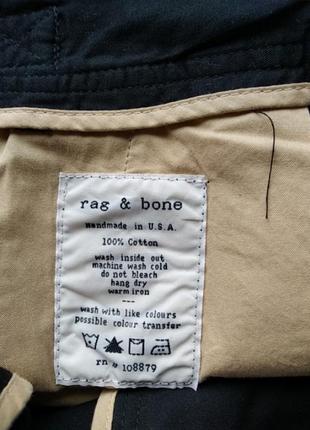 rag & bone
Handmade in U.S.A.
100% Cotton
wash inside out
machine wash cold
do not bleach
hang dry
warm iron
---
wash with like colours
possible colour transfer
rn # 108879